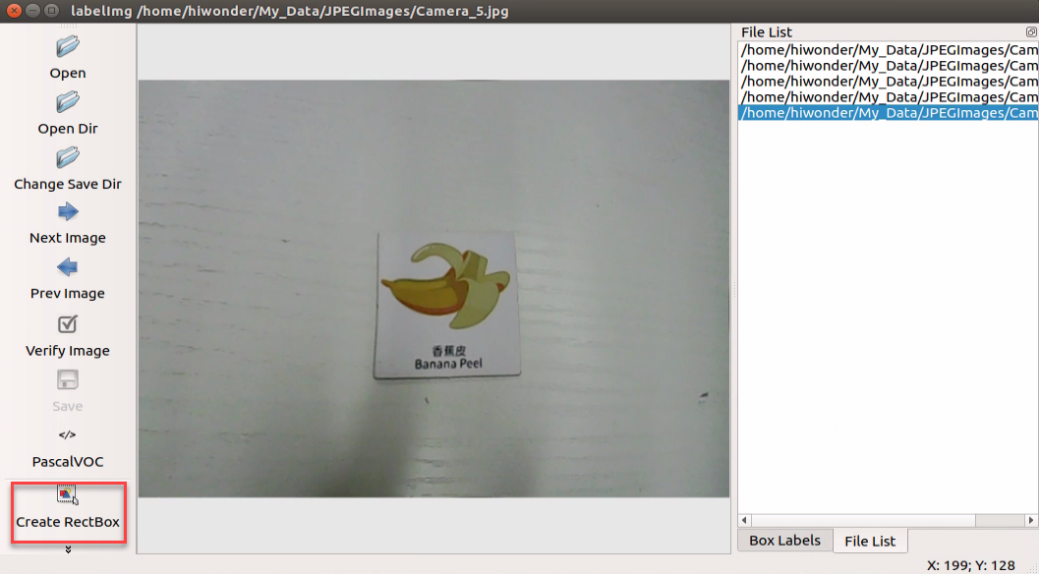 labelImg /home/hiwonder/My_Data/JPEGImages/Camera_5.jpg
Open
Open Dir
Change Save Dir
Next Image
Prev Image
Verify Image
Save
</>
PascalVOC
Create RectBox
香蕉皮
Banana Peel
File List
/home/hiwonder/My_Data/JPEGImages/Cam
/home/hiwonder/My_Data/JPEGImages/Cam
/home/hiwonder/My_Data/JPEGImages/Cam
/home/hiwonder/My_Data/JPEGImages/Cam
/home/hiwonder/My_Data/JPEGImages/Cam
Box Labels
File List
X: 199; Y: 128